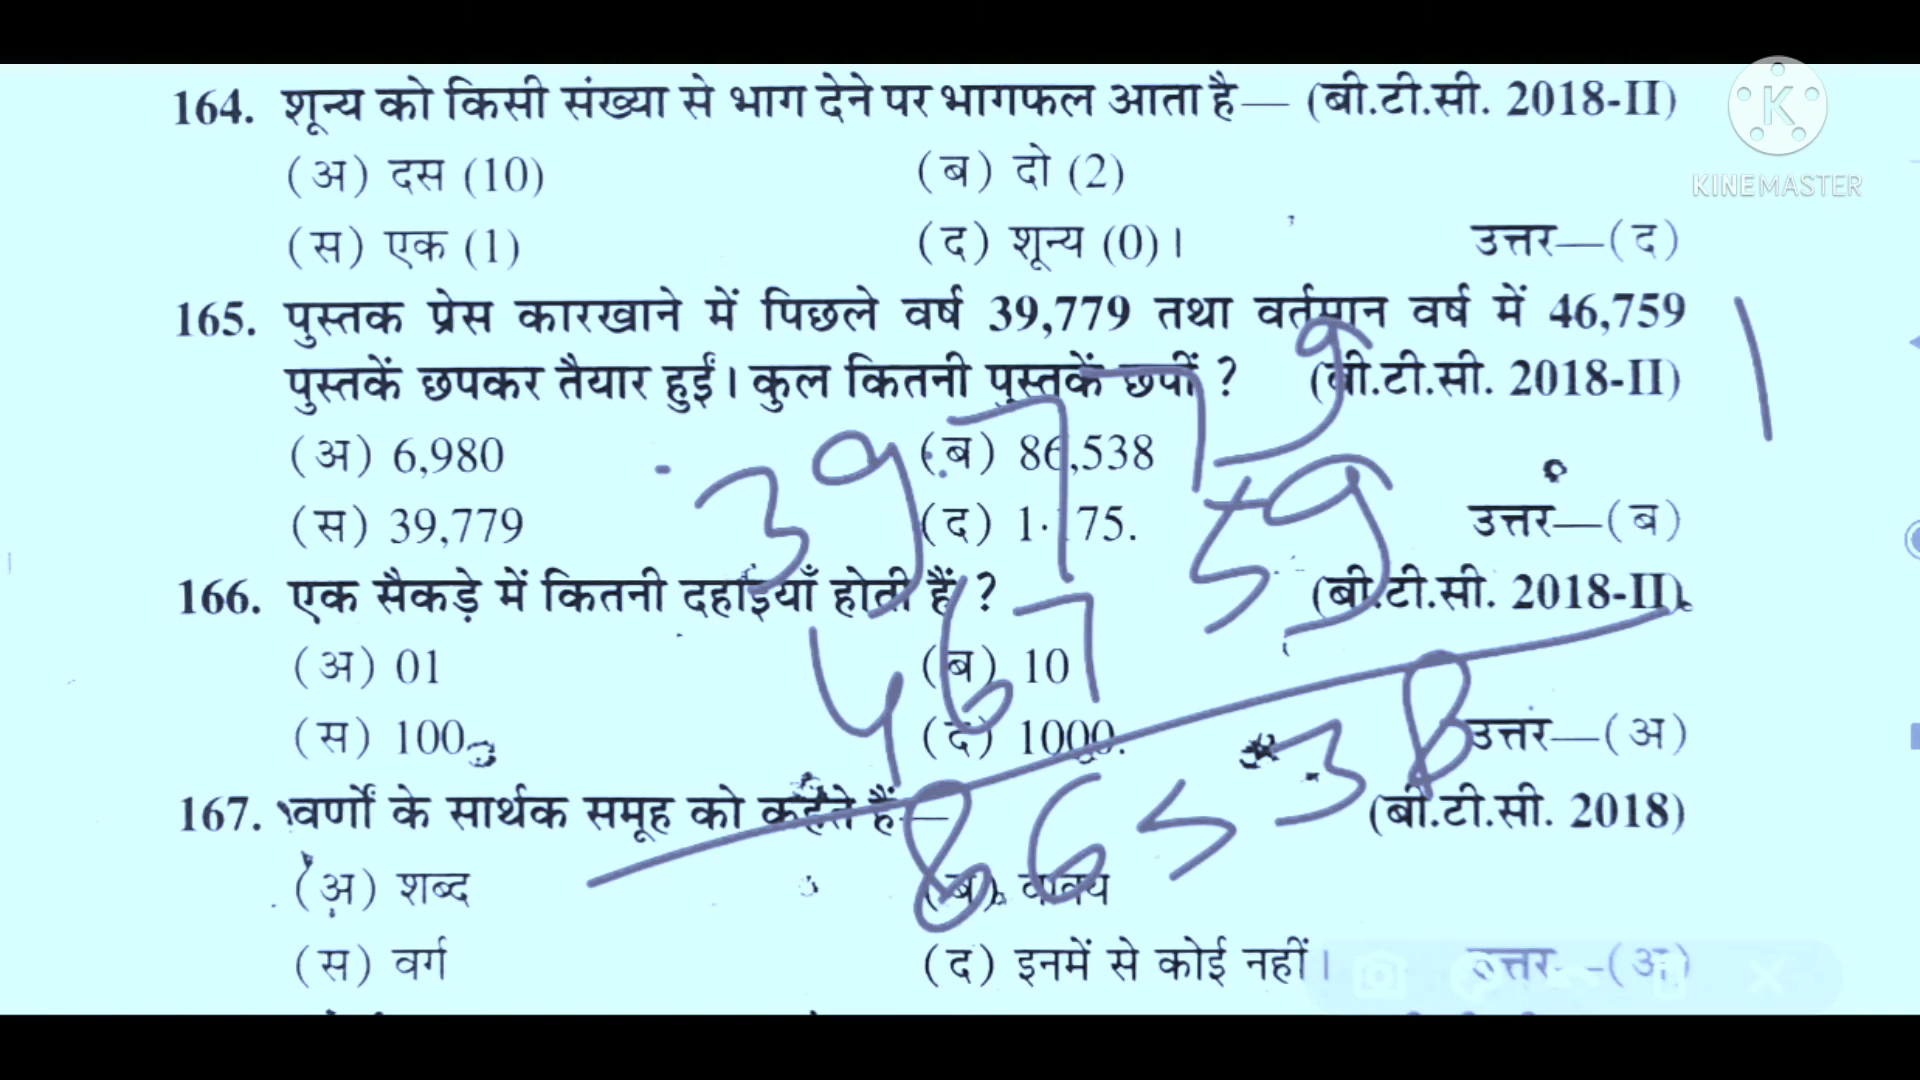 164. शून्य को किसी संख्या से भाग देने पर भागफल आता है— (बी.टी.सी. 2018-II)
(अ) दस (10) (ब) दो (2)
(स) एक (1) (द) शून्य (0)। उत्तर—(द)
165. पुस्तक प्रेस कारखाने में पिछले वर्ष 39,779 तथा वर्तमान वर्ष में 46,759
पुस्तकें छपकर तैयार हुईं। कुल कितनी पुस्तकें छपीं ? (बी.टी.सी. 2018-II)
(अ) 6,980 (ब) 86,538
(स) 39,779 (द) 1·175. उत्तर—(ब)
166. एक सैकड़े में कितनी दहाइयाँ होती हैं ? (बी.टी.सी. 2018-II)
(अ) 01 (ब) 10
(स) 100 (द) 1000. उत्तर—(अ)
167. वर्णों के सार्थक समूह को कहते हैं— (बी.टी.सी. 2018)
(अ) शब्द (ब) वाक्य
(स) वर्ग (द) इनमें से कोई नहीं। उत्तर—(अ)
39779
46759
86538
KINEMASTER